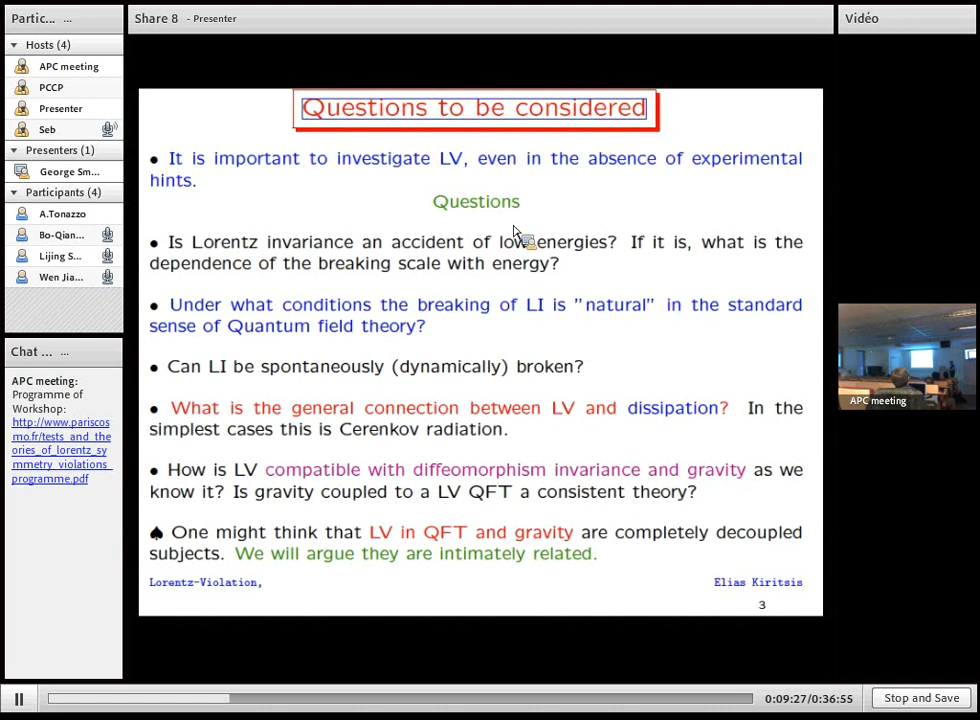 Partic... ...
Hosts (4)
APC meeting
PCCP
Presenter
Seb
Presenters (1)
George Sm...
Participants (4)
A.Tonazzo
Bo-Qian...
Lijing S...
Wen Jia...
Chat ... ...
APC meeting:
Programme of
Workshop:
http://www.pariscos
mo.fr/tests_and_the
ories_of_lorentz_sy
mmetry_violations_
programme.pdf
Share 8 - Presenter
Questions to be considered
• It is important to investigate LV, even in the absence of experimental
hints.
Questions
• Is Lorentz invariance an accident of low energies? If it is, what is the
dependence of the breaking scale with energy?
• Under what conditions the breaking of LI is "natural" in the standard
sense of Quantum field theory?
• Can LI be spontaneously (dynamically) broken?
• What is the general connection between LV and dissipation? In the
simplest cases this is Cerenkov radiation.
• How is LV compatible with diffeomorphism invariance and gravity as we
know it? Is gravity coupled to a LV QFT a consistent theory?
♠ One might think that LV in QFT and gravity are completely decoupled
subjects. We will argue they are intimately related.
Lorentz-Violation, Elias Kiritsis
3
Vidéo
APC meeting
0:09:27/0:36:55
Stop and Save